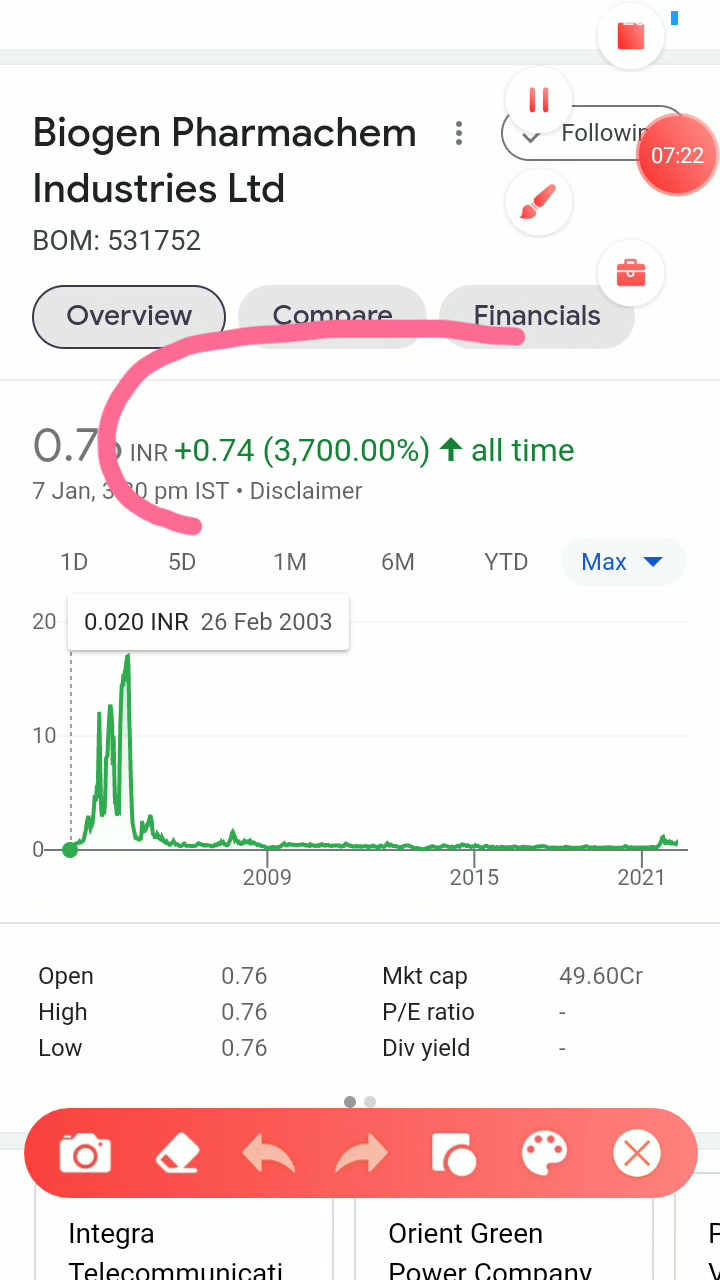 Biogen Pharmachem
Industries Ltd
BOM: 531752
07:22
Overview Compare Financials
INR +0.74 (3,700.00%) all time
7 Jan, pm IST • Disclaimer
1D 5D 1M 6M YTD Max
20
0.020 INR 26 Feb 2003
10
0
2009 2015 2021
Open 0.76 Mkt cap 49.60Cr
High 0.76 P/E ratio -
Low 0.76 Div yield -
Integra Orient Green
Telecommunicati Power Company